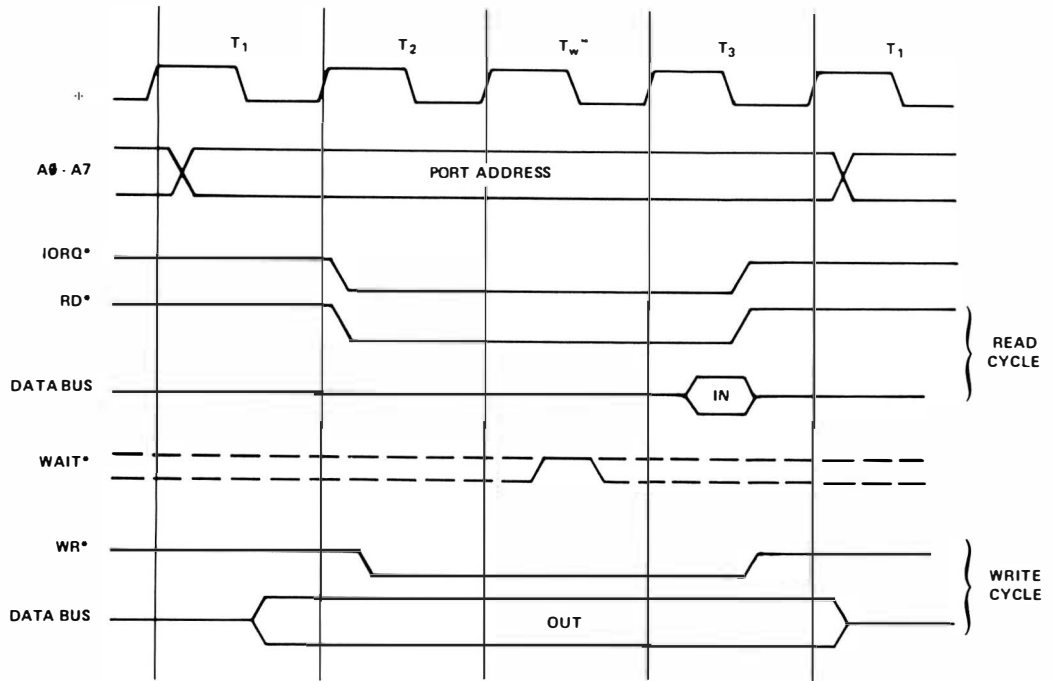 T1 T2 Tw T3 T1
A0 - A7 PORT ADDRESS
IORQ*
RD*
READ
CYCLE
DATA BUS IN
WAIT*
WR*
WRITE
CYCLE
DATA BUS OUT